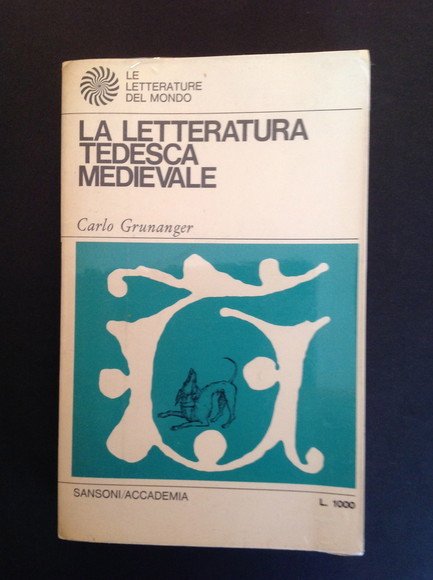 LE
LETTERATURE
DEL MONDO
LA LETTERATURA
TEDESCA
MEDIEVALE
Carlo Grunanger
SANSONI/ACCADEMIA
L. 1000